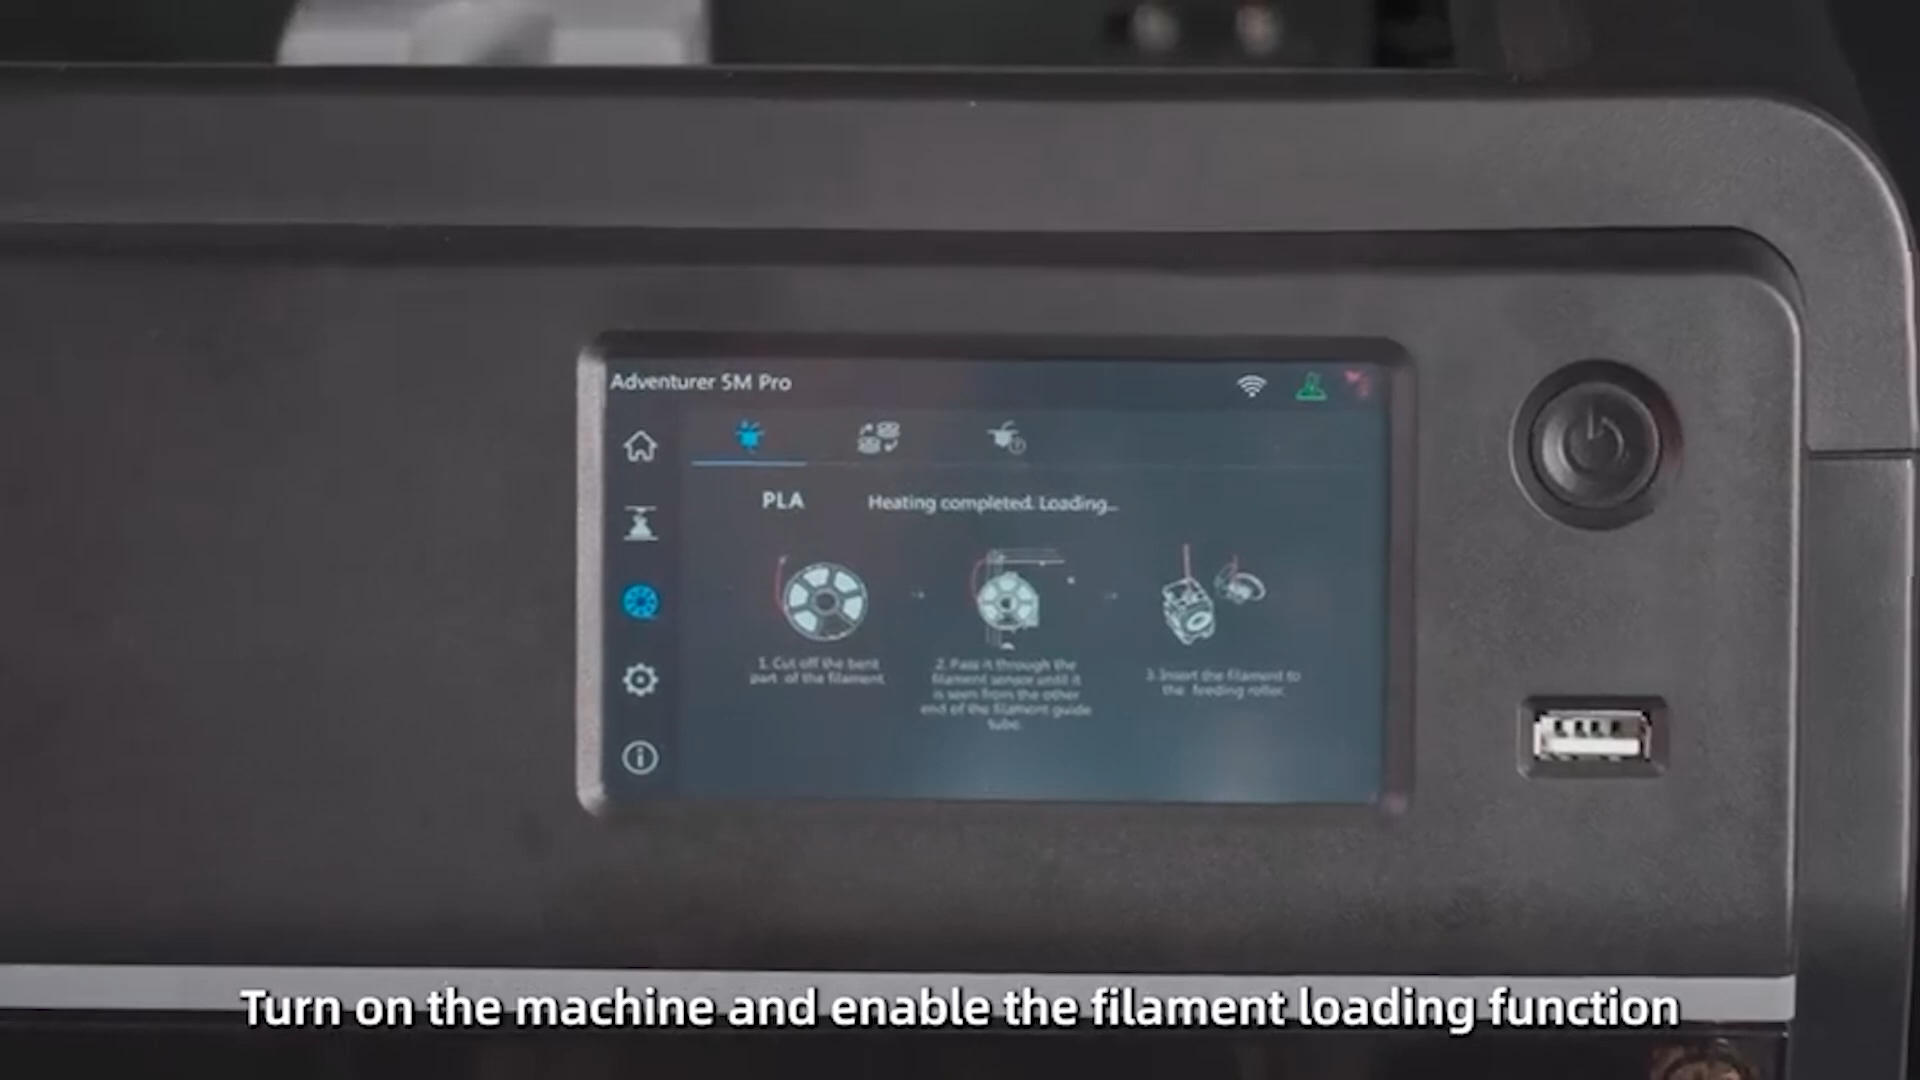 Adventurer 5M Pro
PLA
Heating completed. Loading...
1. Cut off the bent
part of the filament.
2. Pass it through the
filament sensor until it
is seen from the other
end of the filament guide
tube.
3. Insert the filament to
the feeding roller.
Turn on the machine and enable the filament loading function